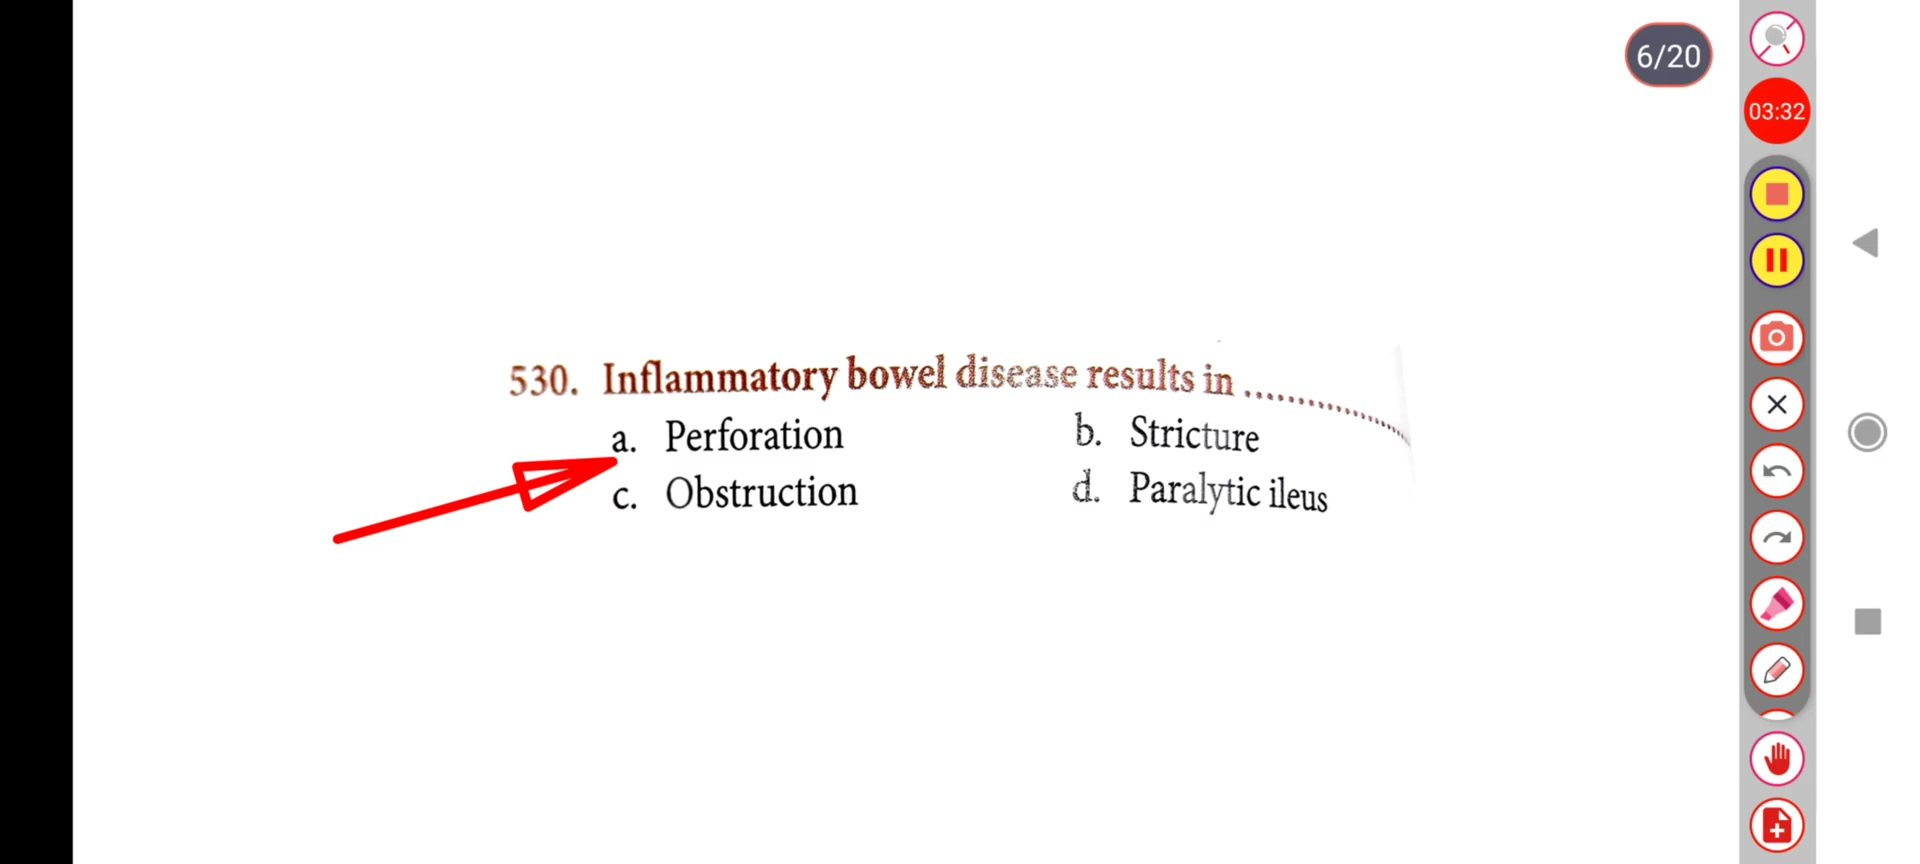 6/20
03:32
530. Inflammatory bowel disease results in ....................
a. Perforation b. Stricture
c. Obstruction d. Paralytic ileus